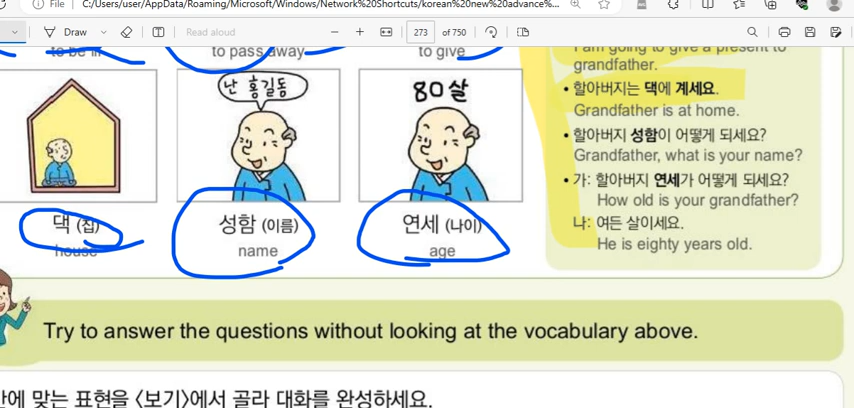 File
C:/Users/user/AppData/Roaming/Microsoft/Windows/Network%20Shortcuts/korean%20new%20advance%...
Draw
Read aloud
273
of 750
to be ill
to pass away
to give
난 홍길동
80살
댁 (집)
house
성함 (이름)
name
연세 (나이)
age
I am going to give a present to
grandfather.
• 할아버지는 댁에 계세요.
Grandfather is at home.
• 할아버지 성함이 어떻게 되세요?
Grandfather, what is your name?
• 가: 할아버지 연세가 어떻게 되세요?
How old is your grandfather?
나: 여든 살이세요.
He is eighty years old.
Try to answer the questions without looking at the vocabulary above.
에 맞는 표현을 〈보기〉에서 골라 대화를 완성하세요.